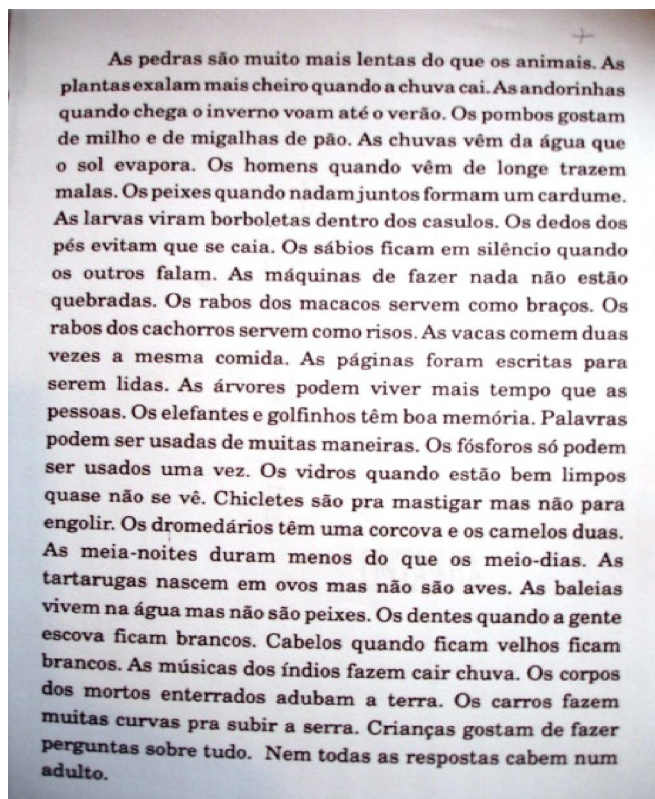 As pedras são muito mais lentas do que os animais. As
plantas exalam mais cheiro quando a chuva cai. As andorinhas
quando chega o inverno voam até o verão. Os pombos gostam
de milho e de migalhas de pão. As chuvas vêm da água que
o sol evapora. Os homens quando vêm de longe trazem
malas. Os peixes quando nadam juntos formam um cardume.
As larvas viram borboletas dentro dos casulos. Os dedos dos
pés evitam que se caia. Os sábios ficam em silêncio quando
os outros falam. As máquinas de fazer nada não estão
quebradas. Os rabos dos macacos servem como braços. Os
rabos dos cachorros servem como risos. As vacas comem duas
vezes a mesma comida. As páginas foram escritas para
serem lidas. As árvores podem viver mais tempo que as
pessoas. Os elefantes e golfinhos têm boa memória. Palavras
podem ser usadas de muitas maneiras. Os fósforos só podem
ser usados uma vez. Os vidros quando estão bem limpos
quase não se vê. Chicletes são pra mastigar mas não para
engolir. Os dromedários têm uma corcova e os camelos duas.
As meia-noites duram menos do que os meio-dias. As
tartarugas nascem em ovos mas não são aves. As baleias
vivem na água mas não são peixes. Os dentes quando a gente
escova ficam brancos. Cabelos quando ficam velhos ficam
brancos. As músicas dos índios fazem cair chuva. Os corpos
dos mortos enterrados adubam a terra. Os carros fazem
muitas curvas pra subir a serra. Crianças gostam de fazer
perguntas sobre tudo. Nem todas as respostas cabem num
adulto.